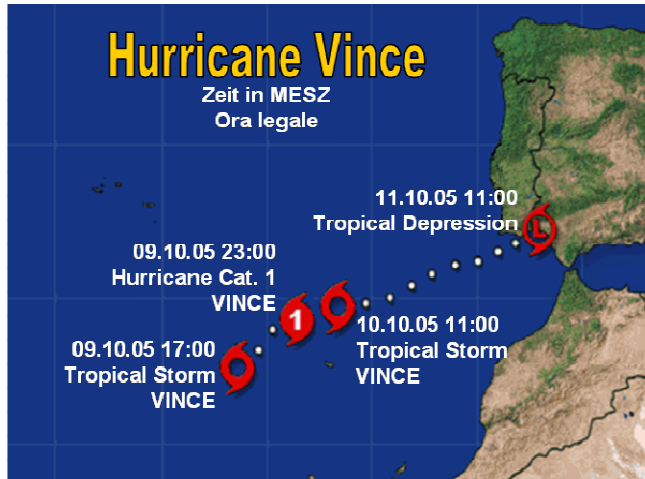 Hurricane Vince
Zeit in MESZ
Ora legale
11.10.05 11:00
Tropical Depression
L
09.10.05 23:00
Hurricane Cat. 1
VINCE
1
10.10.05 11:00
Tropical Storm
VINCE
09.10.05 17:00
Tropical Storm
VINCE